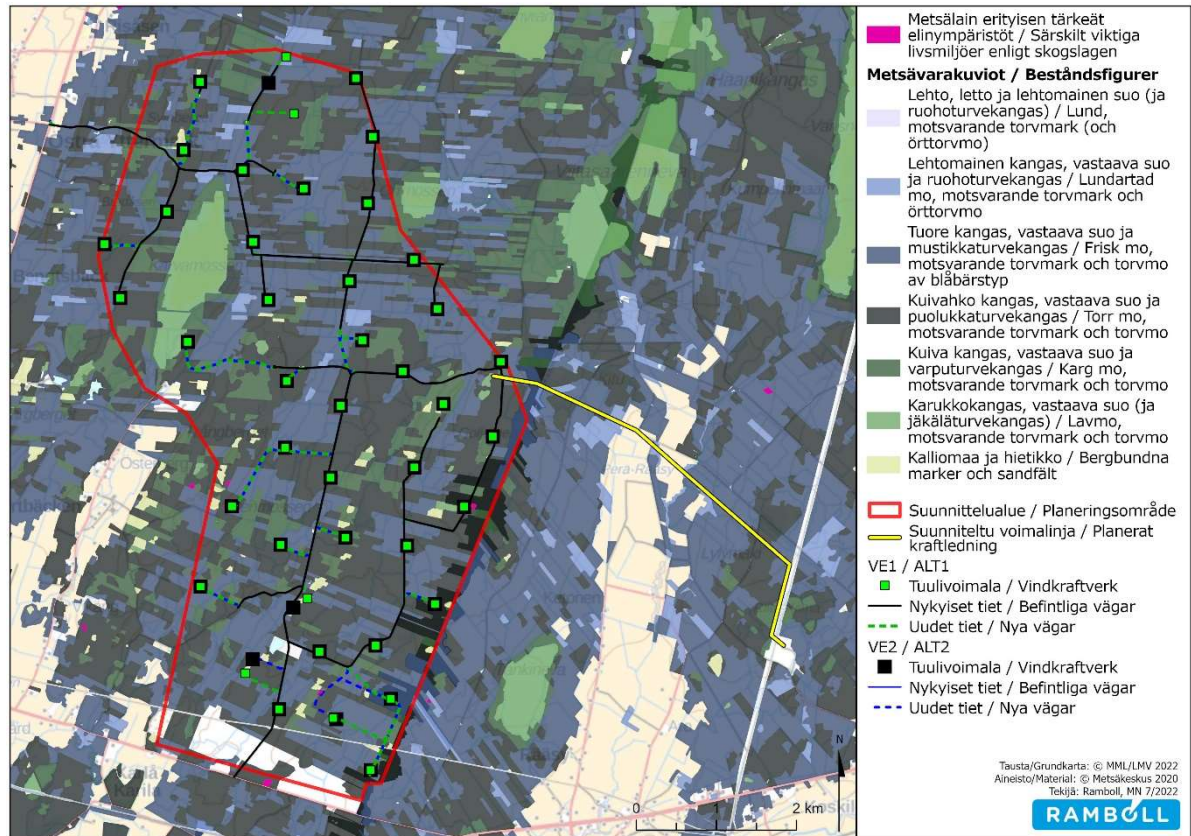 Metsälain erityisen tärkeät
elinympäristöt / Särskilt viktiga
livsmiljöer enligt skogslagen
Metsävarakuviot / Beståndsfigurer
Lehto, letto ja lehtomainen suo (ja
ruohoturvekangas) / Lund,
motsvarande torvmark (och
örttorvmo)
Lehtomainen kangas, vastaava suo
ja ruohoturvekangas / Lundartad
mo, motsvarande torvmark och
örttorvmo
Tuore kangas, vastaava suo ja
mustikkaturvekangas / Frisk mo,
motsvarande torvmark och torvmo
av blåbärstyp
Kuivahko kangas, vastaava suo ja
puolukkaturvekangas / Torr mo,
motsvarande torvmark och torvmo
Kuiva kangas, vastaava suo ja
varputurvekangas / Karg mo,
motsvarande torvmark och torvmo
Karukkokangas, vastaava suo (ja
jäkäläturvekangas) / Lavmo,
motsvarande torvmark och torvmo
Kalliomaa ja hietikko / Bergbundna
marker och sandfält
Suunnittelualue / Planeringsområde
Suunniteltu voimalinja / Planerat
kraftledning
VE1 / ALT1
Tuulivoimala / Vindkraftverk
Nykyiset tiet / Befintliga vägar
Uudet tiet / Nya vägar
VE2 / ALT2
Tuulivoimala / Vindkraftverk
Nykyiset tiet / Befintliga vägar
Uudet tiet / Nya vägar
Tausta/Grundkarta: © MML/LMV 2022
Aineisto/Material: © Metsäkeskus 2020
Tekijä: Ramboll, MN 7/2022
RAMBOLL
N
0 1 2 km
Kärilä